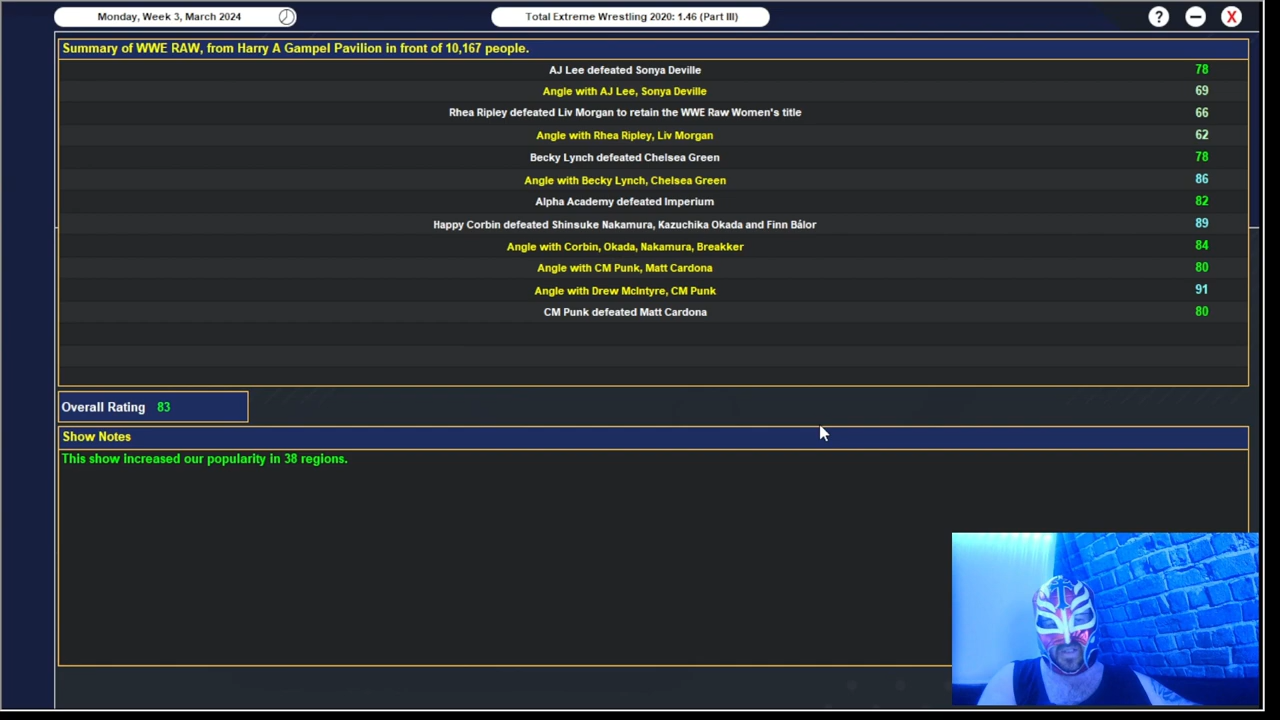 Monday, Week 3, March 2024
Total Extreme Wrestling 2020: 1.46 (Part III)
? X
Summary of WWE RAW, from Harry A Gampel Pavilion in front of 10,167 people.
AJ Lee defeated Sonya Deville 78
Angle with AJ Lee, Sonya Deville 69
Rhea Ripley defeated Liv Morgan to retain the WWE Raw Women's title 66
Angle with Rhea Ripley, Liv Morgan 62
Becky Lynch defeated Chelsea Green 78
Angle with Becky Lynch, Chelsea Green 86
Alpha Academy defeated Imperium 82
Happy Corbin defeated Shinsuke Nakamura, Kazuchika Okada and Finn Bálor 89
Angle with Corbin, Okada, Nakamura, Breakker 84
Angle with CM Punk, Matt Cardona 80
Angle with Drew McIntyre, CM Punk 91
CM Punk defeated Matt Cardona 80
Overall Rating 83
Show Notes
This show increased our popularity in 38 regions.